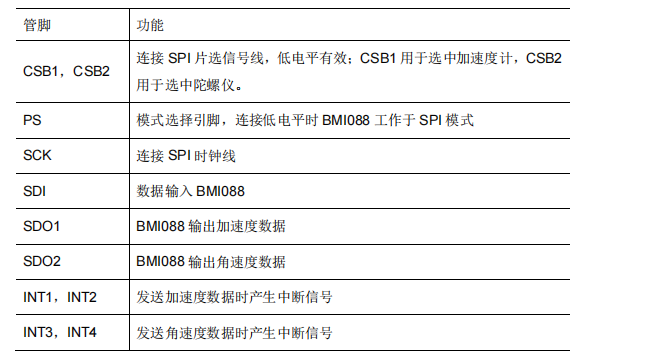 管脚 功能
CSB1，CSB2 连接 SPI 片选信号线，低电平有效；CSB1 用于选中加速度计，CSB2
用于选中陀螺仪。
PS 模式选择引脚，连接低电平时 BMI088 工作于 SPI 模式
SCK 连接 SPI 时钟线
SDI 数据输入 BMI088
SDO1 BMI088 输出加速度数据
SDO2 BMI088 输出角速度数据
INT1，INT2 发送加速度数据时产生中断信号
INT3，INT4 发送角速度数据时产生中断信号